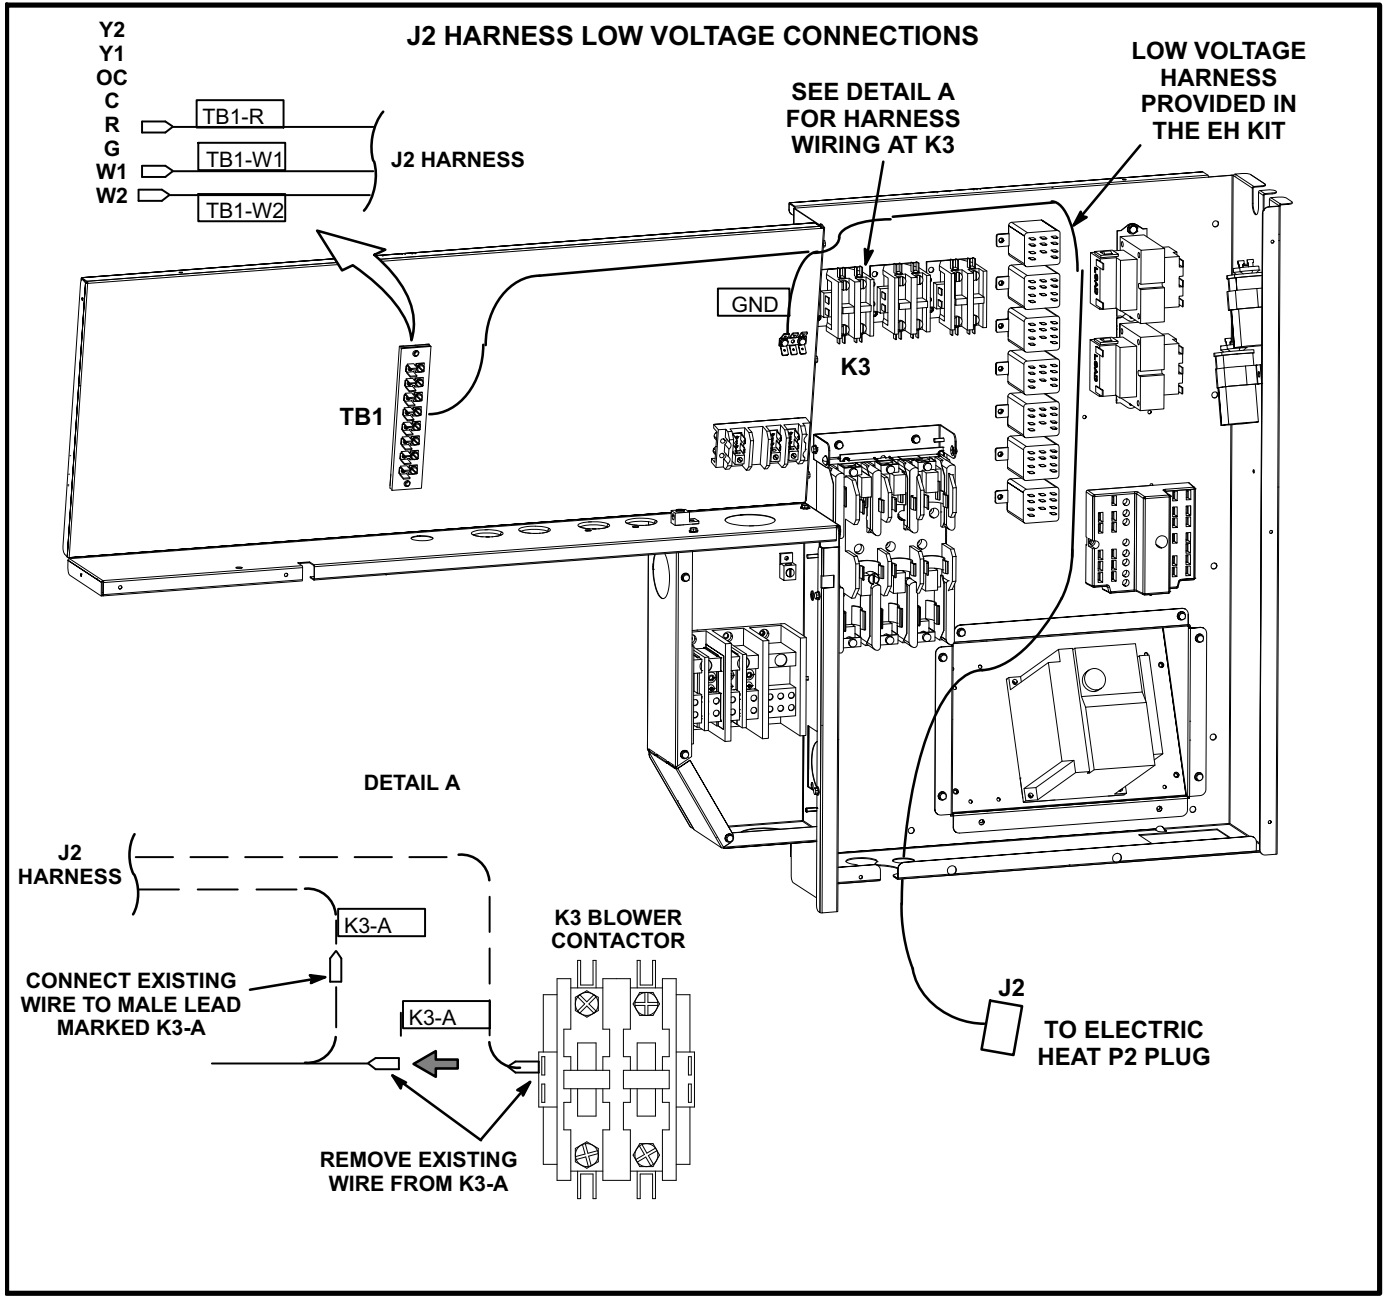 J2 HARNESS LOW VOLTAGE CONNECTIONS
Y2
Y1
OC
C
R
G
W1
W2
TB1-R
TB1-W1
TB1-W2
J2 HARNESS
SEE DETAIL A
FOR HARNESS
WIRING AT K3
LOW VOLTAGE
HARNESS
PROVIDED IN
THE EH KIT
GND
K3
TB1
LEAD
LEAD
DETAIL A
J2
HARNESS
K3-A
CONNECT EXISTING
WIRE TO MALE LEAD
MARKED K3-A
K3-A
K3 BLOWER
CONTACTOR
REMOVE EXISTING
WIRE FROM K3-A
J2
TO ELECTRIC
HEAT P2 PLUG